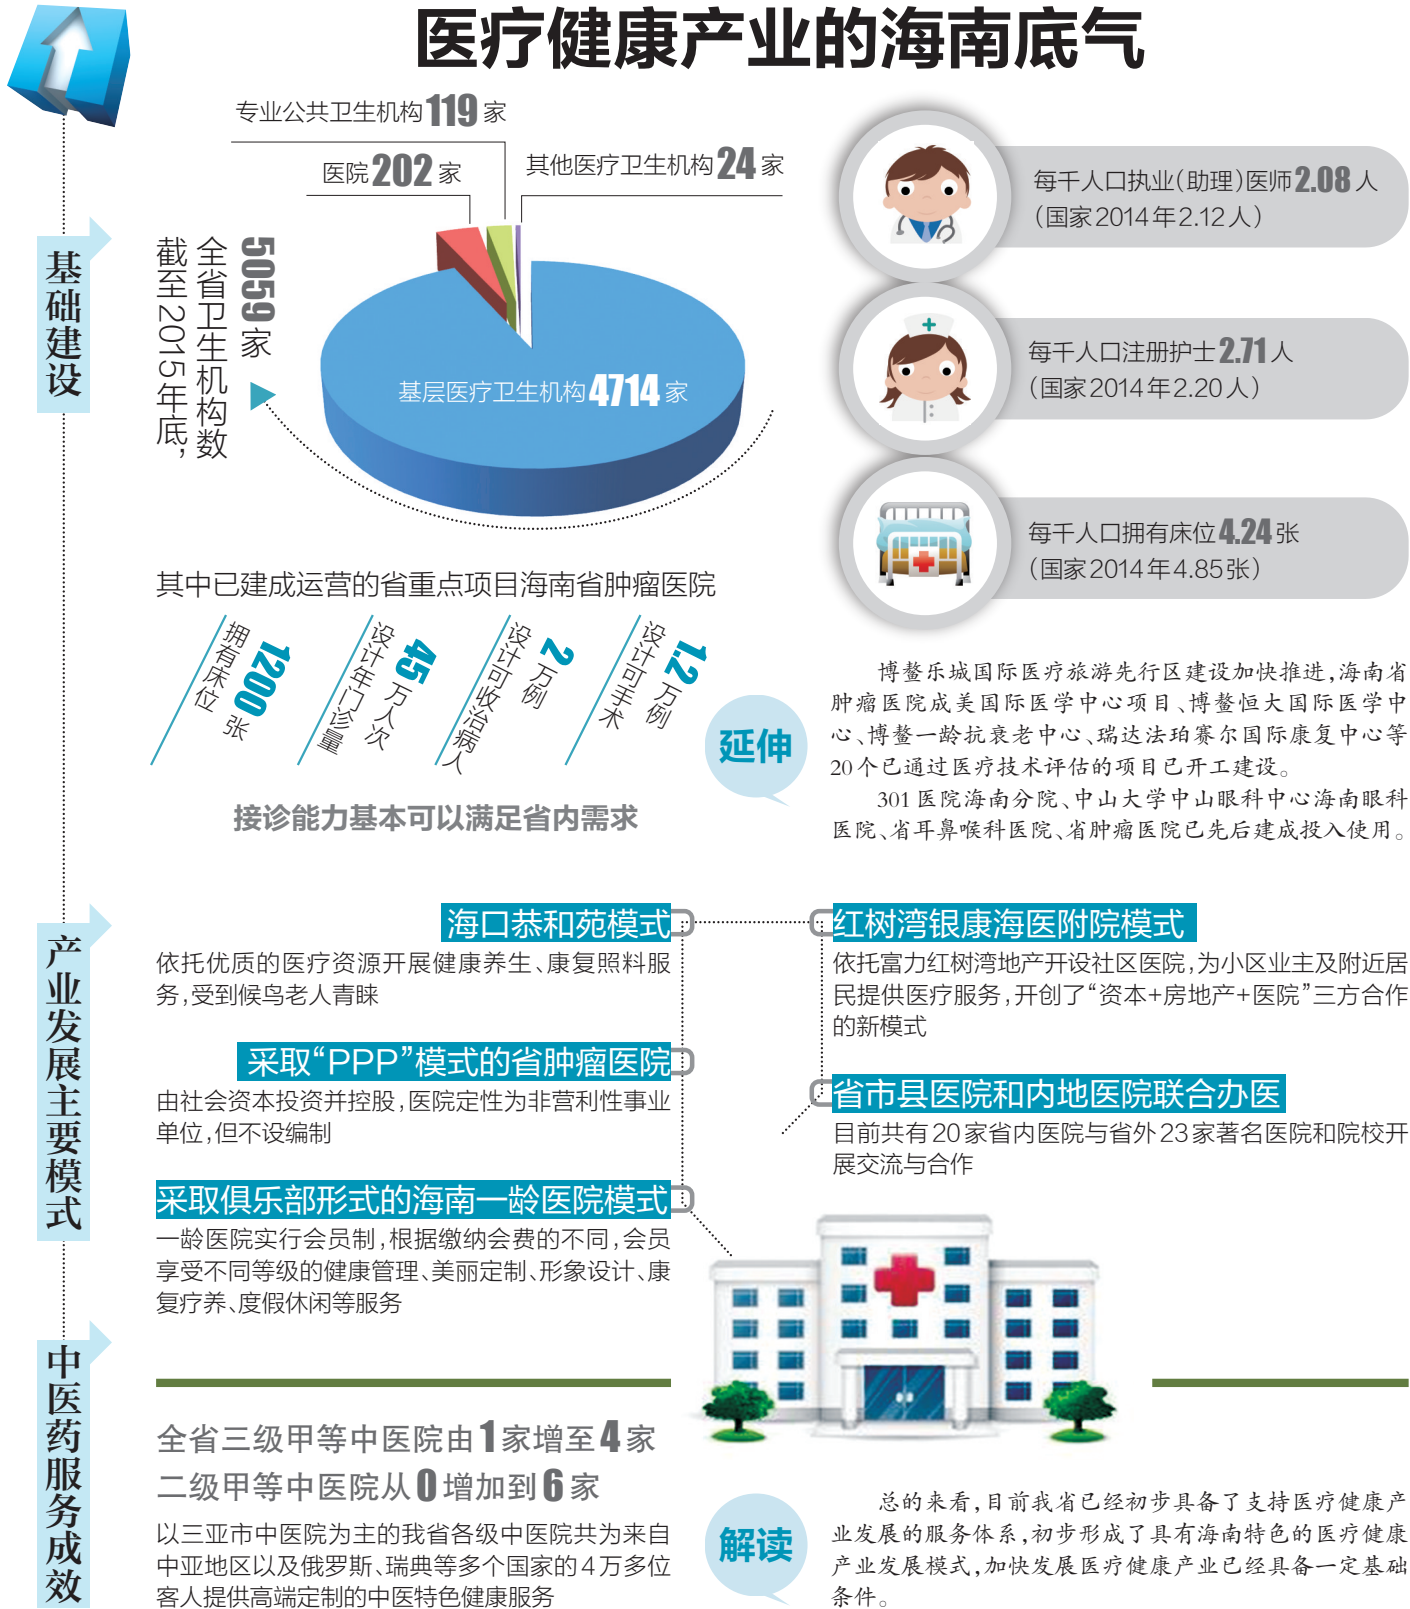 医疗健康产业的海南底气
基础建设
专业公共卫生机构119家
医院202家
其他医疗卫生机构24家
截至2015年底，
全省卫生机构数
5059家
基层医疗卫生机构4714家
每千人口执业（助理）医师2.08人
（国家2014年2.12人）
每千人口注册护士2.71人
（国家2014年2.20人）
每千人口拥有床位4.24张
（国家2014年4.85张）
其中已建成运营的省重点项目海南省肿瘤医院
拥有床位
1200张
设计年门诊量
45万人次
设计可收治病人
2万例
设计可手术
1.2万例
接诊能力基本可以满足省内需求
延伸
博鳌乐城国际医疗旅游先行区建设加快推进，海南省
肿瘤医院成美国际医学中心项目、博鳌恒大国际医学中
心、博鳌一龄抗衰老中心、瑞达法珀赛尔国际康复中心等
20个已通过医疗技术评估的项目已开工建设。
301医院海南分院、中山大学中山眼科中心海南眼科
医院、省耳鼻喉科医院、省肿瘤医院已先后建成投入使用。
产业发展主要模式
海口恭和苑模式
依托优质的医疗资源开展健康养生、康复照料服
务，受到候鸟老人青睐
采取“PPP”模式的省肿瘤医院
由社会资本投资并控股，医院定性为非营利性事业
单位，但不设编制
采取俱乐部形式的海南一龄医院模式
一龄医院实行会员制，根据缴纳会费的不同，会员
享受不同等级的健康管理、美丽定制、形象设计、康
复疗养、度假休闲等服务
红树湾银康海医附院模式
依托富力红树湾地产开设社区医院，为小区业主及附近居
民提供医疗服务，开创了“资本+房地产+医院”三方合作
的新模式
省市县医院和内地医院联合办医
目前共有20家省内医院与省外23家著名医院和院校开
展交流与合作
中医药服务成效
全省三级甲等中医院由1家增至4家
二级甲等中医院从0增加到6家
以三亚市中医院为主的我省各级中医院共为来自
中亚地区以及俄罗斯、瑞典等多个国家的4万多位
客人提供高端定制的中医特色健康服务
解读
总的来看，目前我省已经初步具备了支持医疗健康产
业发展的服务体系，初步形成了具有海南特色的医疗健康
产业发展模式，加快发展医疗健康产业已经具备一定基础
条件。